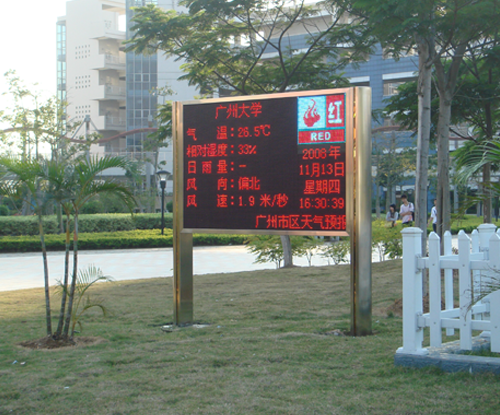 广州大学
红
RED
气 温：26.5℃
相对湿度：33%
2008年
日雨量：－
11月13日
风 向：偏北
星期四
风 速：1.9 米/秒
16:30:39
广州市区天气预报